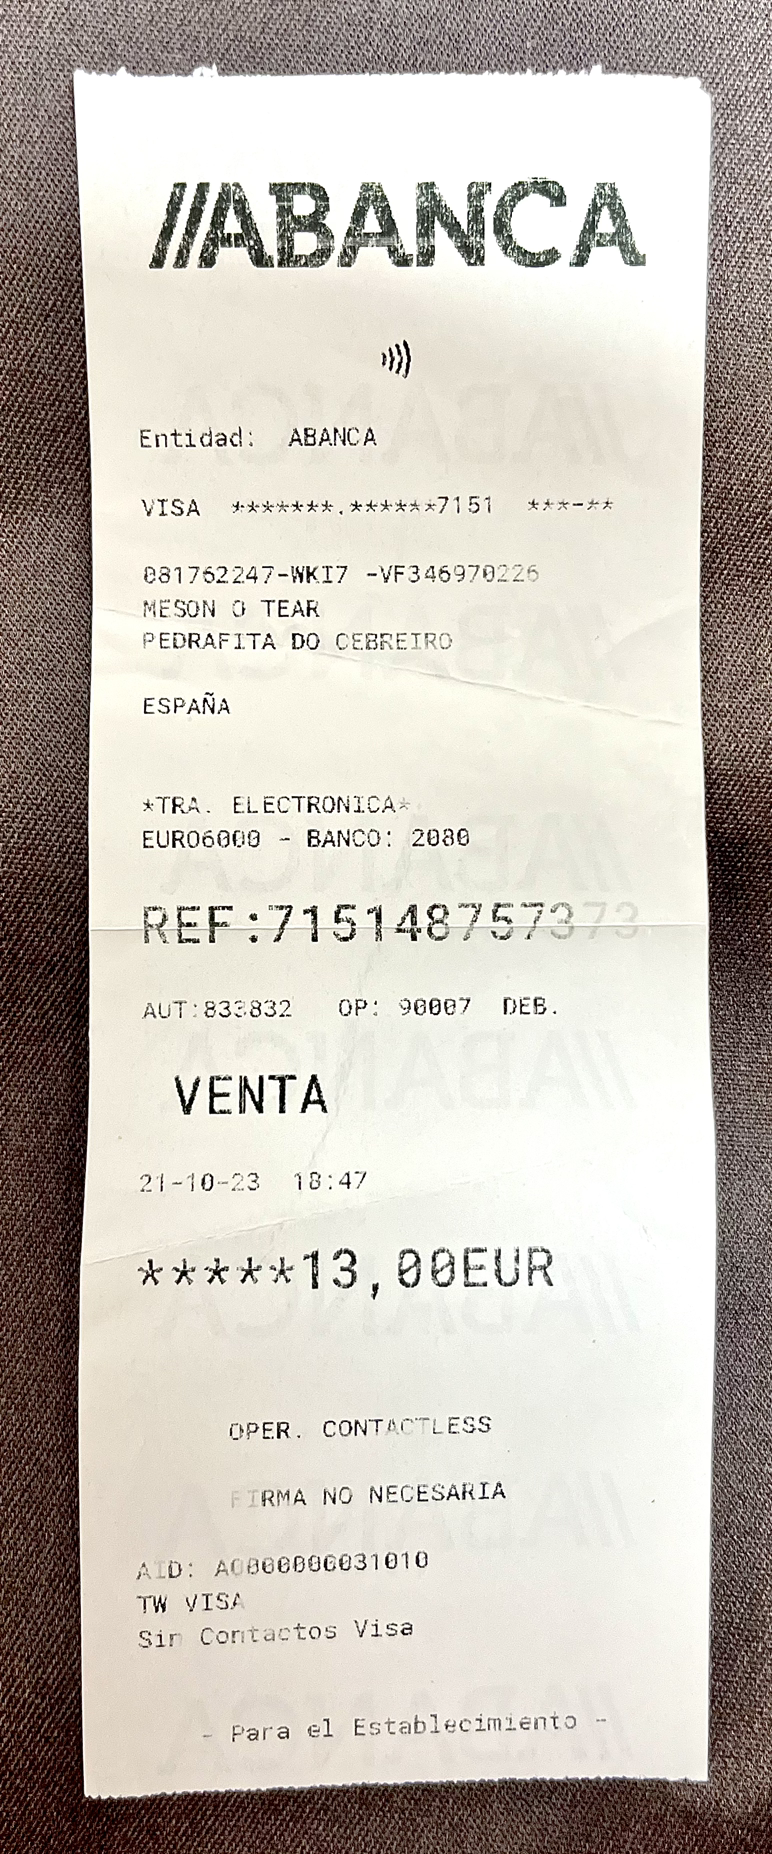 //ABANCA
Entidad: ABANCA
VISA *******.******7151 ***-**
081762247-WKI7 -VF346970226
MESON O TEAR
PEDRAFITA DO CEBREIRO
ESPAÑA
*TRA. ELECTRONICA*
EURO6000 - BANCO: 2080
REF:715148757373
AUT:833832 OP: 90007 DEB.
VENTA
21-10-23 18:47
*****13,00EUR
OPER. CONTACTLESS
FIRMA NO NECESARIA
AID: A0000000031010
TW VISA
Sin Contactos Visa
- Para el Establecimiento -